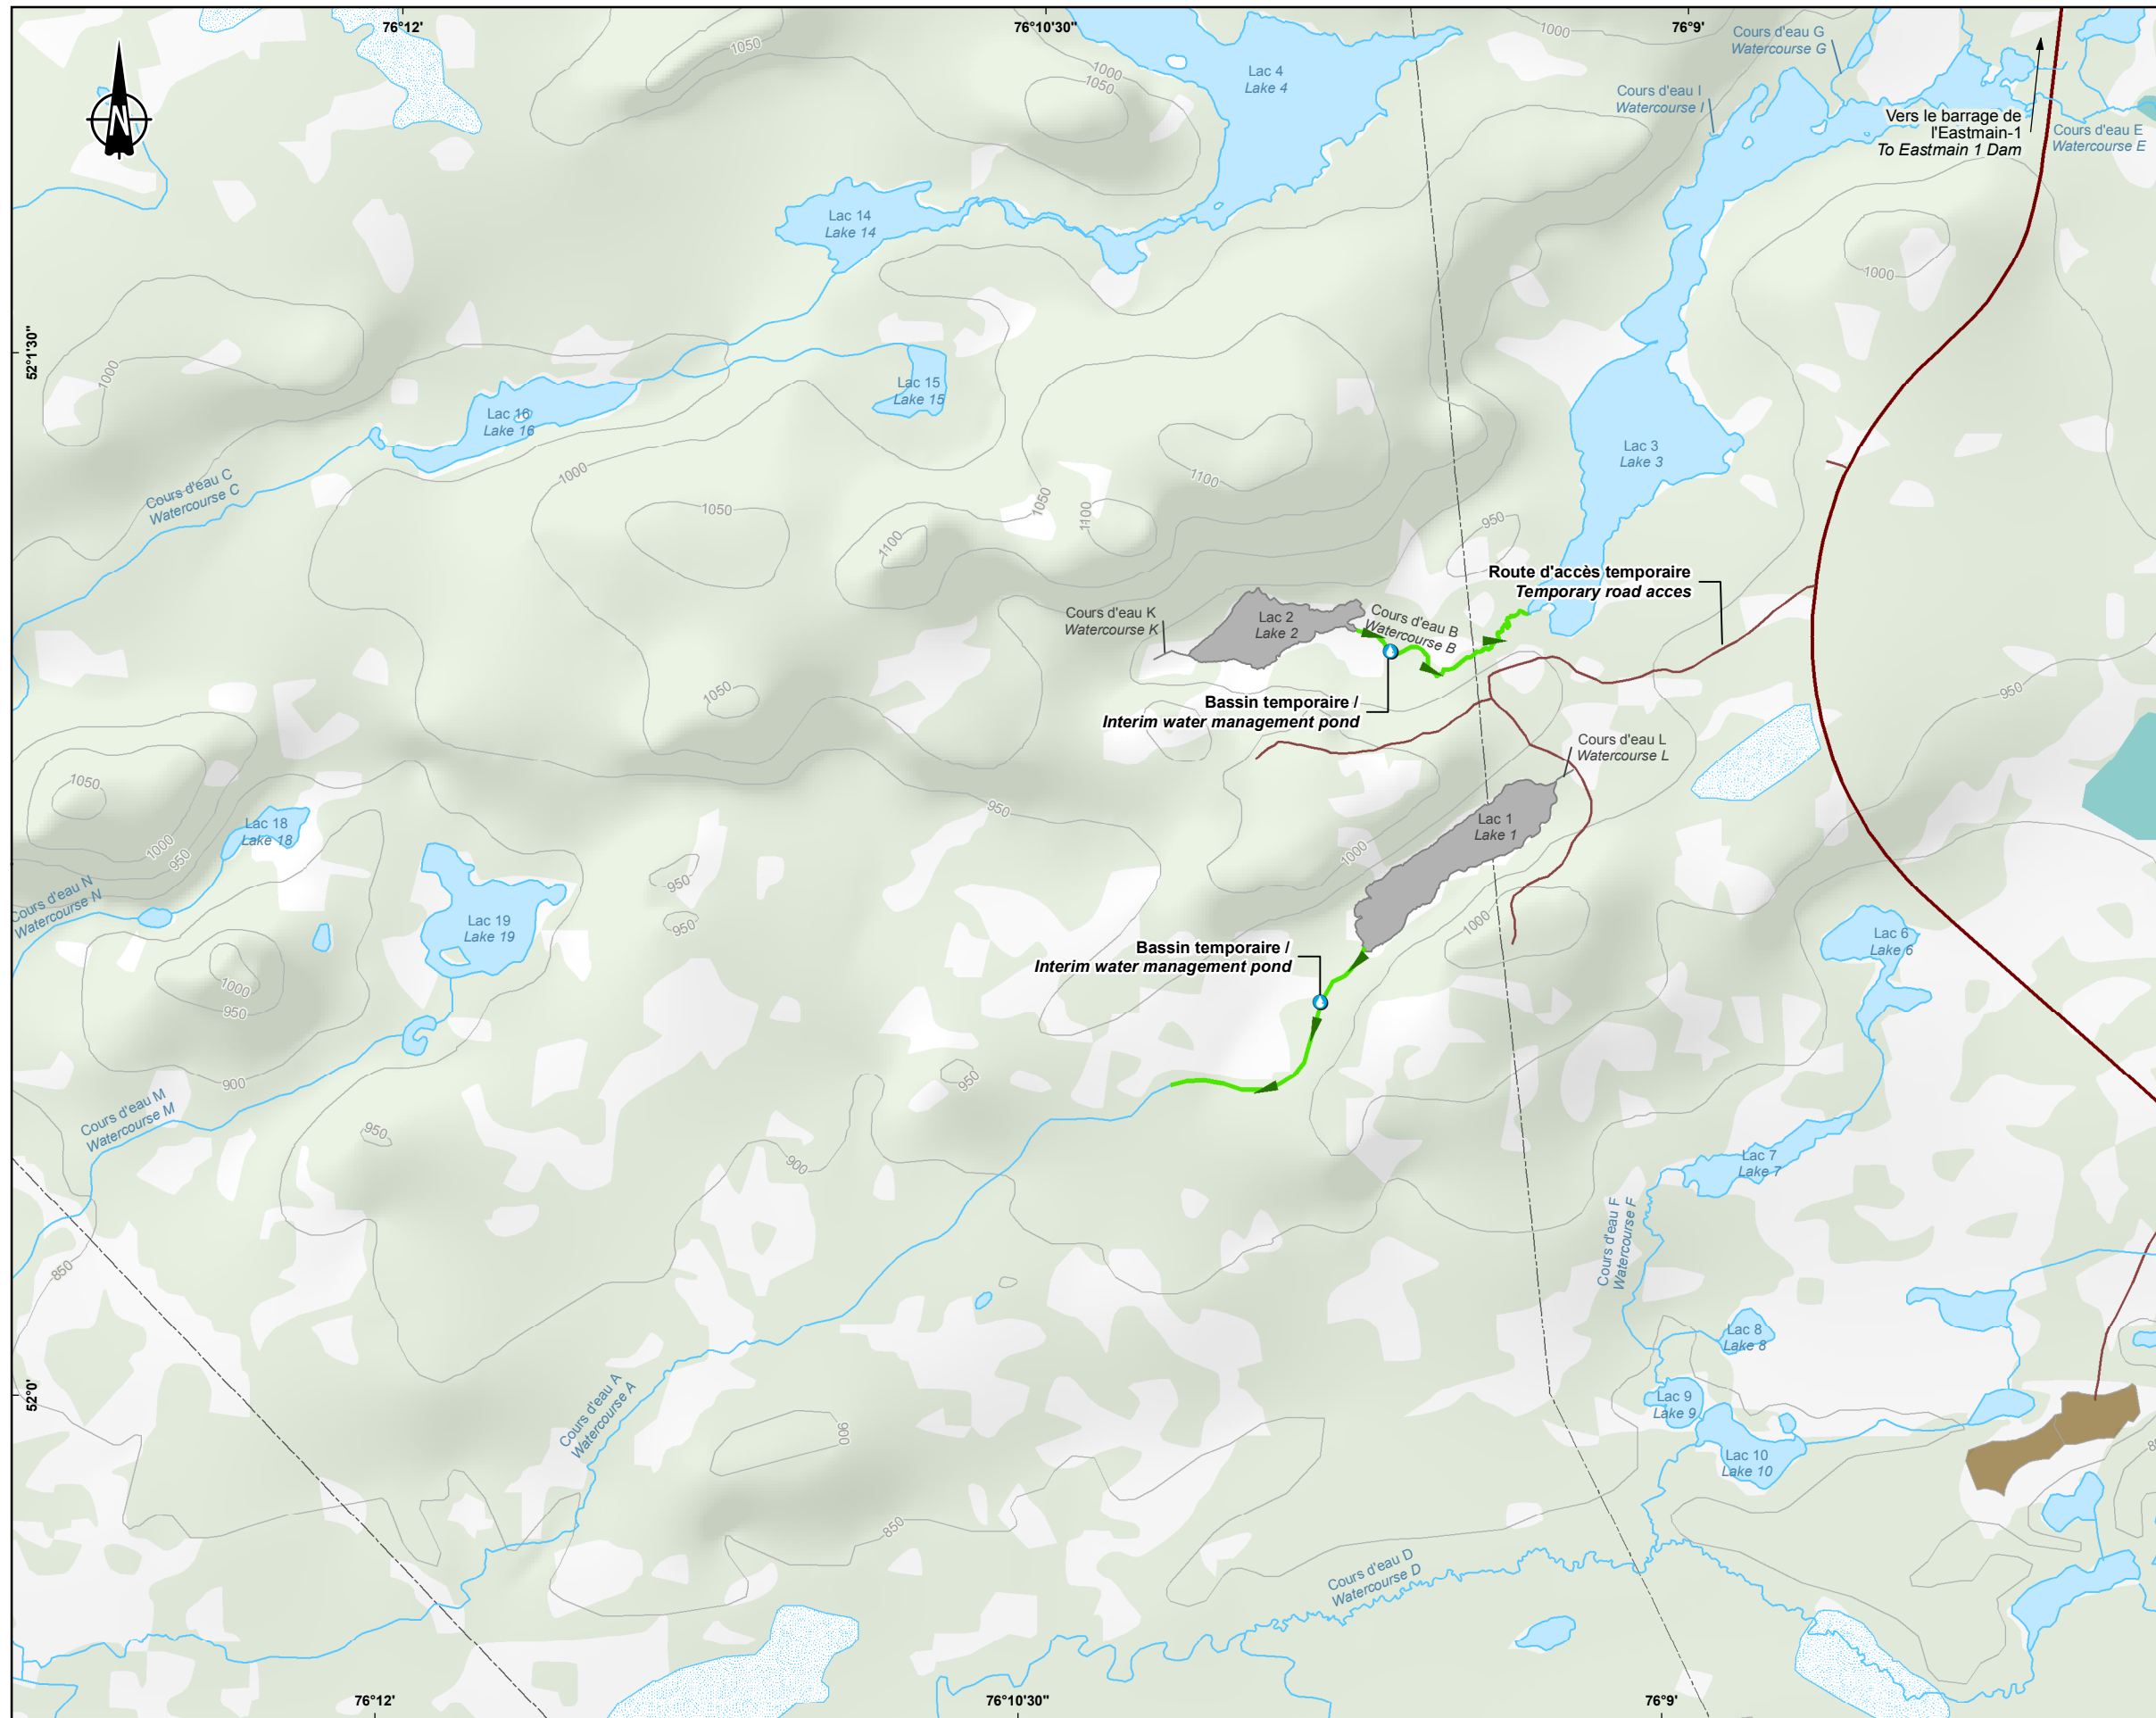 76°12'
76°10'30"
76°9'
N
1050
1000
1050
1000
Cours d'eau G
Watercourse G
Lac 4
Lake 4
Cours d'eau I
Watercourse I
Vers le barrage de
l'Eastmain-1
To Eastmain 1 Dam
Cours d'eau E
Watercourse E
Lac 14
Lake 14
1000
52°1'30"
1000
Lac 15
Lake 15
Lac 16
Lake 16
Lac 3
Lake 3
Cours d'eau C
Watercourse C
1000
1050
1100
1050
1100
1100
950
Route d'accès temporaire
Temporary road acces
Cours d'eau K
Watercourse K
Lac 2
Lake 2
Cours d'eau B
Watercourse B
1050
950
Bassin temporaire /
Interim water management pond
Cours d'eau L
Watercourse L
1050
950
Lac 18
Lake 18
1000
950
Lac 1
Lake 1
1000
950
950
1000
Cours d'eau N
Watercourse N
Lac 19
Lake 19
Lac 6
Lake 6
Bassin temporaire /
Interim water management pond
1000
950
900
950
Cours d'eau M
Watercourse M
950
900
Lac 7
Lake 7
Cours d'eau F
Watercourse F
850
Lac 8
Lake 8
52°0'
Cours d'eau A
Watercourse A
Lac 9
Lake 9
900
Lac 10
Lake 10
850
Cours d'eau D
Watercourse D
76°12'
76°10'30"
76°9'